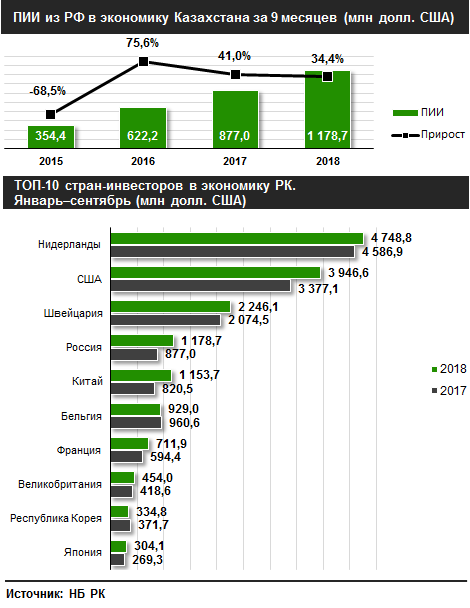 ПИИ из РФ в экономику Казахстана за 9 месяцев (млн долл. США)
75,6%
-68,5%
41,0%
34,4%
354,4
622,2
877,0
1 178,7
ПИИ
Прирост
2015
2016
2017
2018
ТОП-10 стран-инвесторов в экономику РК.
Январь–сентябрь (млн долл. США)
Нидерланды
4 748,8
4 586,9
США
3 946,6
3 377,1
Швейцария
2 246,1
2 074,5
Россия
1 178,7
877,0
Китай
1 153,7
820,5
2018
2017
Бельгия
929,0
960,6
Франция
711,9
594,4
Великобритания
454,0
418,6
Республика Корея
334,8
371,7
Япония
304,1
269,3
Источник: НБ РК